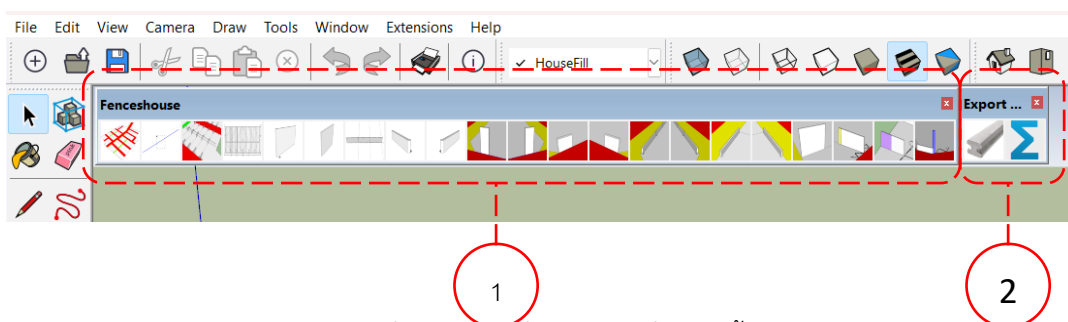 File Edit View Camera Draw Tools Window Extensions Help
HouseFill
Fenceshouse
Export ...
1
2